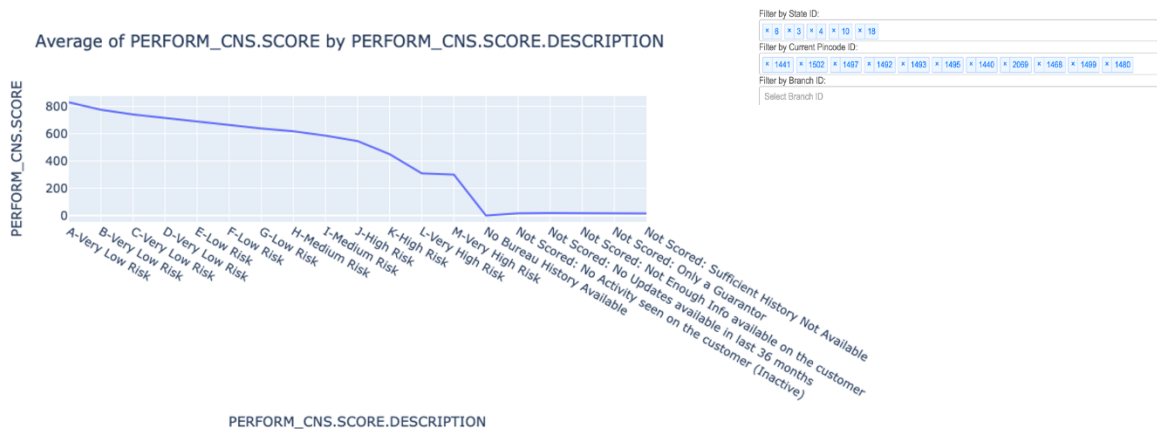 Average of PERFORM_CNS.SCORE by PERFORM_CNS.SCORE.DESCRIPTION
PERFORM_CNS.SCORE
800
600
400
200
0
A-Very Low Risk
B-Very Low Risk
C-Very Low Risk
D-Very Low Risk
E-Low Risk
F-Low Risk
G-Low Risk
H-Medium Risk
I-Medium Risk
J-High Risk
K-High Risk
L-Very High Risk
M-Very High Risk
No Bureau History Available
Not Scored: No Activity seen on the customer (Inactive)
Not Scored: No Updates available in last 36 months
Not Scored: Not Enough Info available on the customer
Not Scored: Only a Guarantor
Not Scored: Sufficient History Not Available
PERFORM_CNS.SCORE.DESCRIPTION
Filter by State ID:
× 6 × 3 × 4 × 10 × 18
Filter by Current Pincode ID:
× 1441 × 1502 × 1497 × 1492 × 1493 × 1495 × 1440 × 2069 × 1468 × 1499 × 1480
Filter by Branch ID:
Select Branch ID